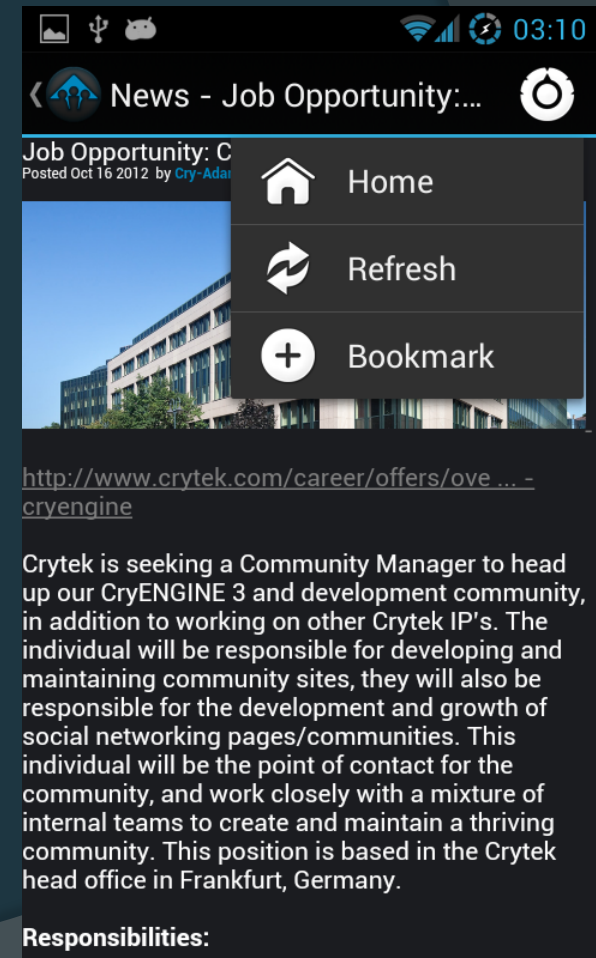 03:10
News - Job Opportunity:...
Job Opportunity: C
Posted Oct 16 2012 by Cry-Adam
Home
Refresh
Bookmark
http://www.crytek.com/career/offers/ove ... -
cryengine
Crytek is seeking a Community Manager to head
up our CryENGINE 3 and development community,
in addition to working on other Crytek IP's. The
individual will be responsible for developing and
maintaining community sites, they will also be
responsible for the development and growth of
social networking pages/communities. This
individual will be the point of contact for the
community, and work closely with a mixture of
internal teams to create and maintain a thriving
community. This position is based in the Crytek
head office in Frankfurt, Germany.
Responsibilities: